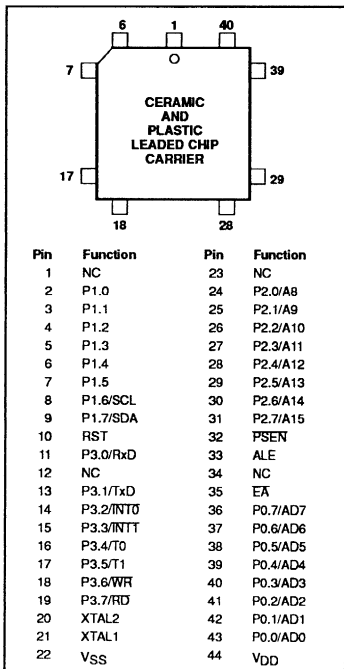 6 1 40
7 39
CERAMIC
AND
PLASTIC
LEADED CHIP
CARRIER
17 29
18 28
Pin Function Pin Function
1 NC 23 NC
2 P1.0 24 P2.0/A8
3 P1.1 25 P2.1/A9
4 P1.2 26 P2.2/A10
5 P1.3 27 P2.3/A11
6 P1.4 28 P2.4/A12
7 P1.5 29 P2.5/A13
8 P1.6/SCL 30 P2.6/A14
9 P1.7/SDA 31 P2.7/A15
10 RST 32 P̅S̅E̅N̅
11 P3.0/RxD 33 ALE
12 NC 34 NC
13 P3.1/TxD 35 E̅A̅
14 P3.2/I̅N̅T̅0̅ 36 P0.7/AD7
15 P3.3/I̅N̅T̅1̅ 37 P0.6/AD6
16 P3.4/T0 38 P0.5/AD5
17 P3.5/T1 39 P0.4/AD4
18 P3.6/W̅R̅ 40 P0.3/AD3
19 P3.7/R̅D̅ 41 P0.2/AD2
20 XTAL2 42 P0.1/AD1
21 XTAL1 43 P0.0/AD0
22 VSS 44 VDD